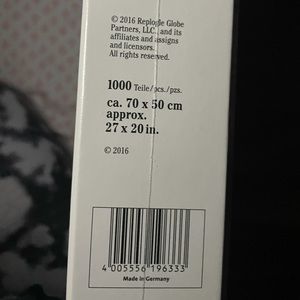 © 2016 Replogle Globe
Partners, LLC, and its
affiliates and assigns
and licensors.
All rights reserved.
1000 Teile/pcs./pzs.
ca. 70 x 50 cm
approx.
27 x 20 in.
© 2016
4 005556 196333
Made in Germany